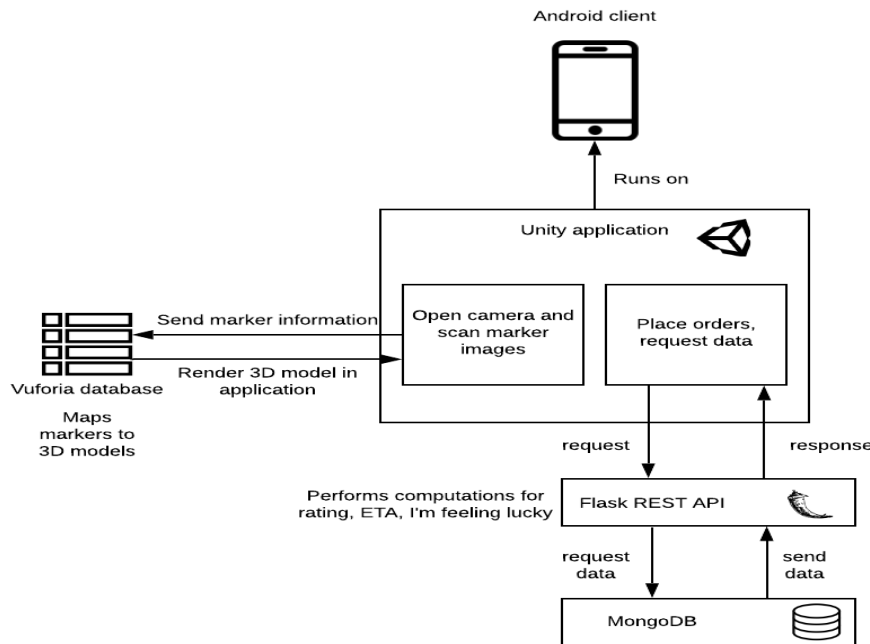 Android client
Runs on
Unity application
Send marker information
Open camera and
scan marker
images
Place orders,
request data
Render 3D model in
application
Vuforia database
Maps
markers to
3D models
request
response
Performs computations for
rating, ETA, I'm feeling lucky
Flask REST API
request
data
send
data
MongoDB